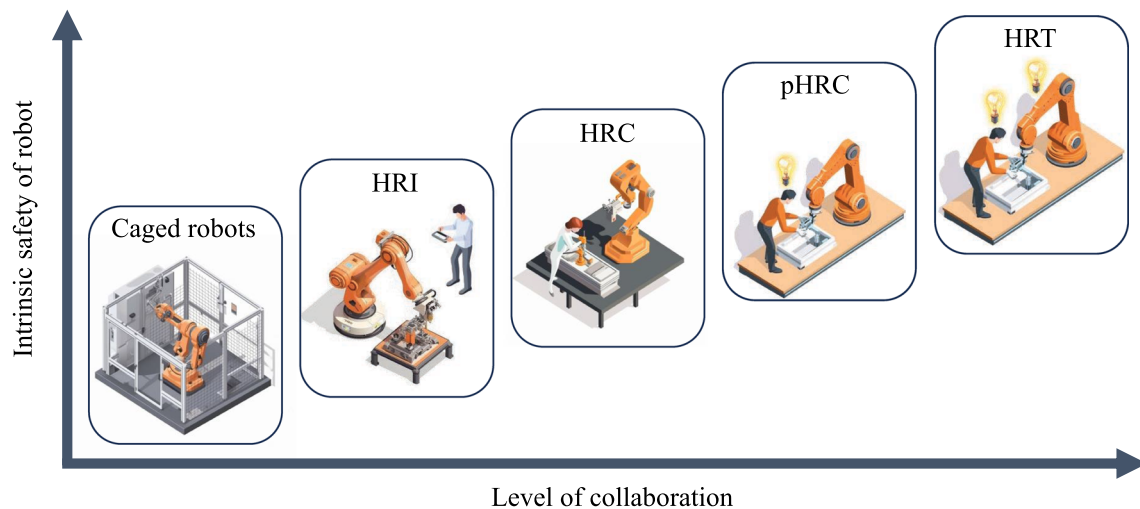 Intrinsic safety of robot
Caged robots
HRI
HRC
pHRC
HRT
Level of collaboration